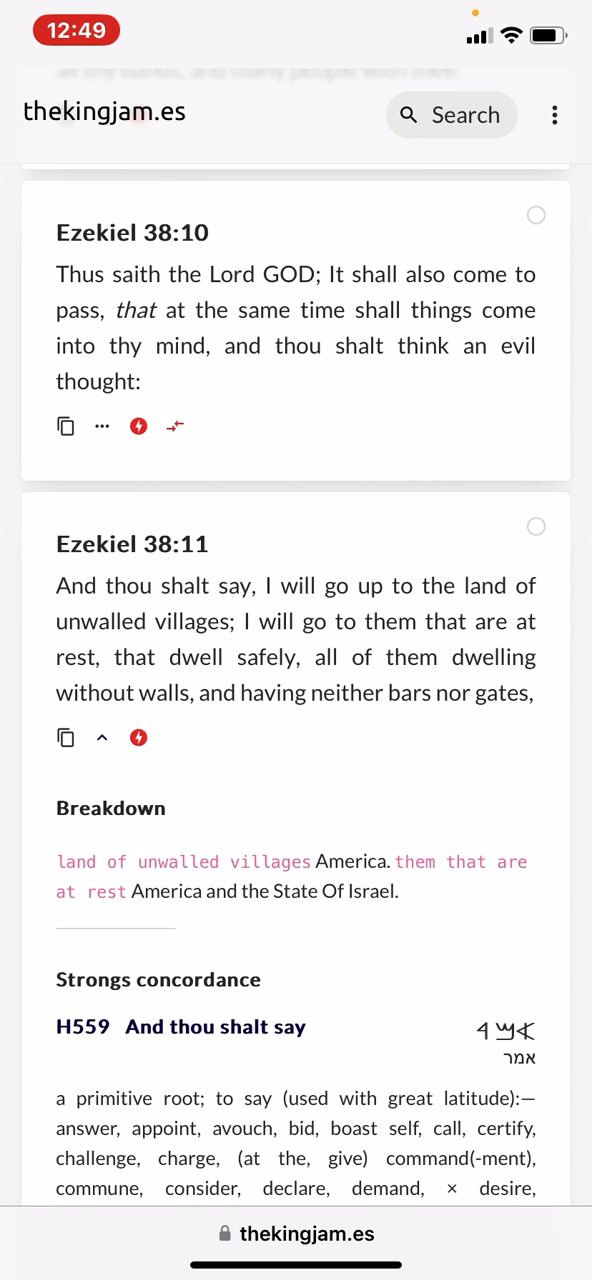 12:49
thekingjam.es
Search
Ezekiel 38:10
Thus saith the Lord GOD; It shall also come to
pass, that at the same time shall things come
into thy mind, and thou shalt think an evil
thought:
Ezekiel 38:11
And thou shalt say, I will go up to the land of
unwalled villages; I will go to them that are at
rest, that dwell safely, all of them dwelling
without walls, and having neither bars nor gates,
Breakdown
land of unwalled villages America. them that are
at rest America and the State Of Israel.
Strongs concordance
H559 And thou shalt say 𐤀𐤌𐤓
אמר
a primitive root; to say (used with great latitude):—
answer, appoint, avouch, bid, boast self, call, certify,
challenge, charge, (at the, give) command(-ment),
commune, consider, declare, demand, × desire,
thekingjam.es